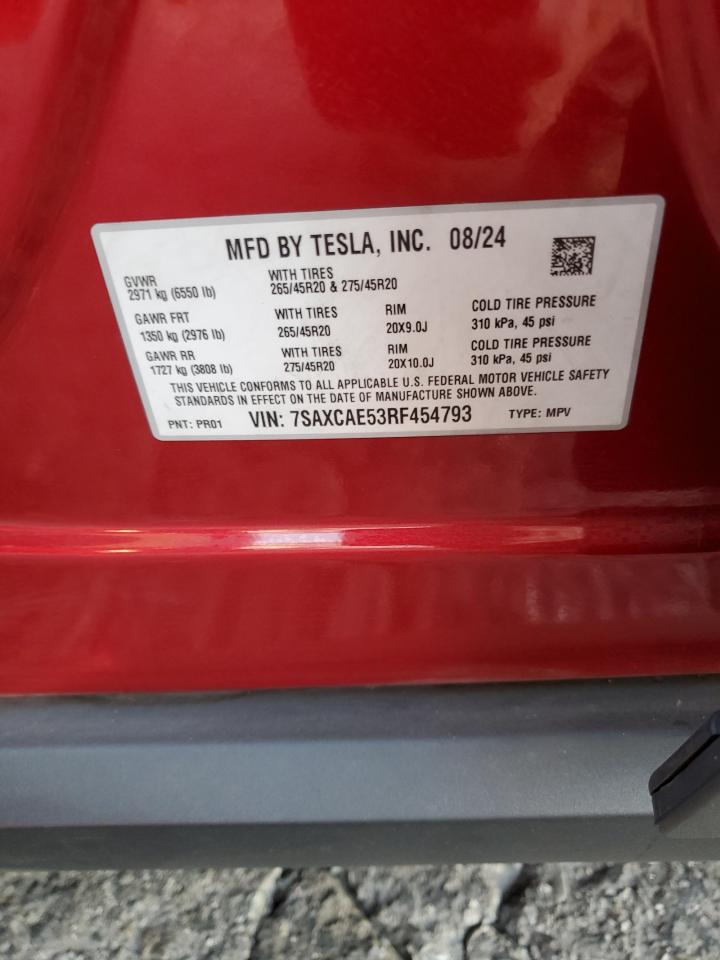 MFD BY TESLA, INC. 08/24
GVWR
2971 kg (6550 lb)
WITH TIRES
265/45R20 & 275/45R20
GAWR FRT
1350 kg (2976 lb)
WITH TIRES
265/45R20
RIM
20X9.0J
COLD TIRE PRESSURE
310 kPa, 45 psi
GAWR RR
1727 kg (3808 lb)
WITH TIRES
275/45R20
RIM
20X10.0J
COLD TIRE PRESSURE
310 kPa, 45 psi
THIS VEHICLE CONFORMS TO ALL APPLICABLE U.S. FEDERAL MOTOR VEHICLE SAFETY
STANDARDS IN EFFECT ON THE DATE OF MANUFACTURE SHOWN ABOVE.
PNT: PR01 VIN: 7SAXCAE53RF454793 TYPE: MPV